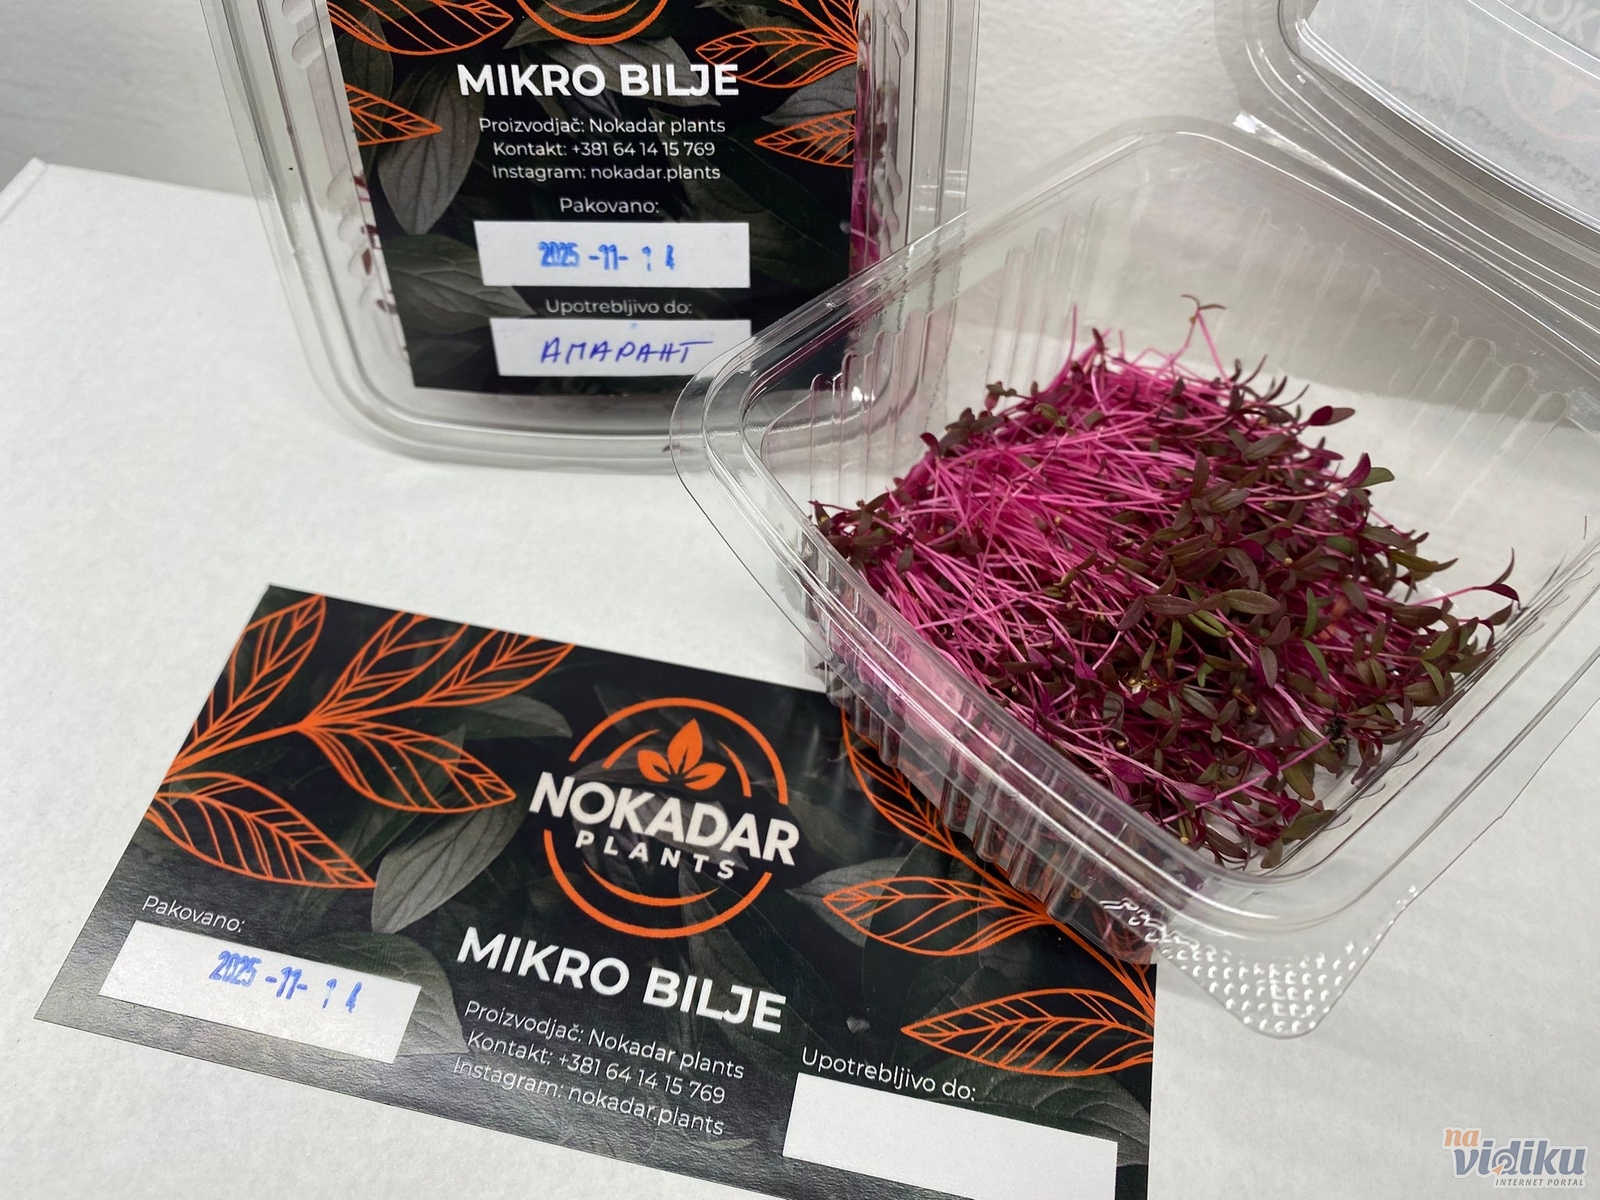 MIKRO BILJE
Proizvodjač: Nokadar plants
Kontakt: +381 64 14 15 769
Instagram: nokadar.plants
Pakovano:
2025-11-14
Upotrebljivo do:
АМАРАНТ
NOKADAR
PLANTS
MIKRO BILJE
Proizvodjač: Nokadar plants
Kontakt: +381 64 14 15 769
Instagram: nokadar.plants
Pakovano:
2025-11-14
Upotrebljivo do:
na
vidiku
INTERNET PORTAL